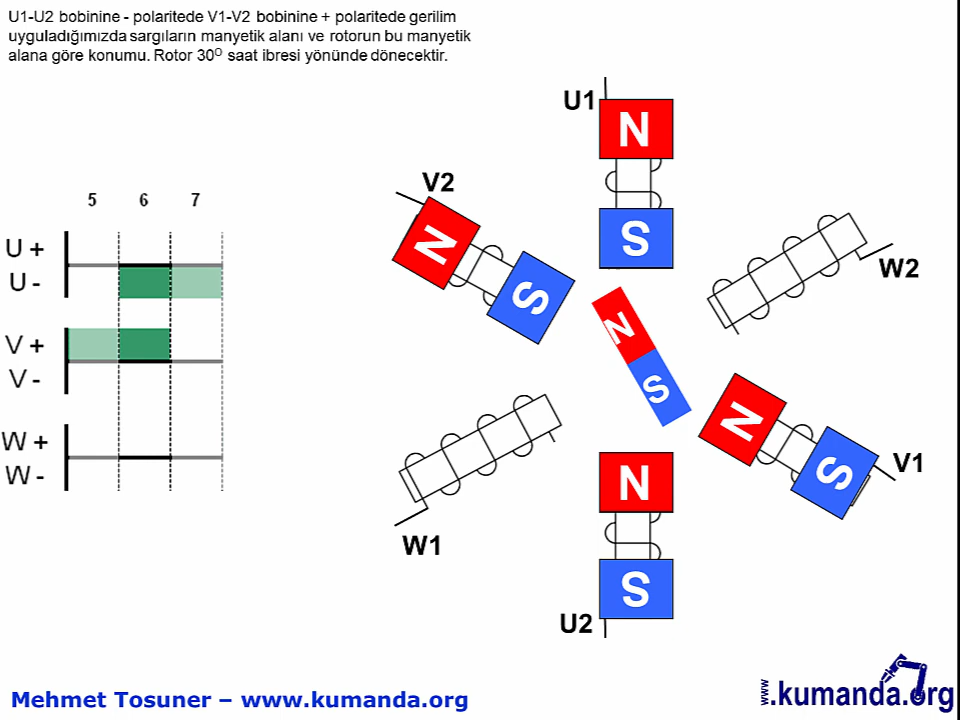 U1-U2 bobinine - polaritede V1-V2 bobinine + polaritede gerilim
uyguladığımızda sargıların manyetik alanı ve rotorun bu manyetik
alana göre konumu. Rotor 30O saat ibresi yönünde dönecektir.
5 6 7
U +
U -
V +
V -
W +
W -
U1
N
S
V2
N
S
W2
N
S
N
S
V1
W1
N
S
U2
Mehmet Tosuner – www.kumanda.org
www.kumanda.org